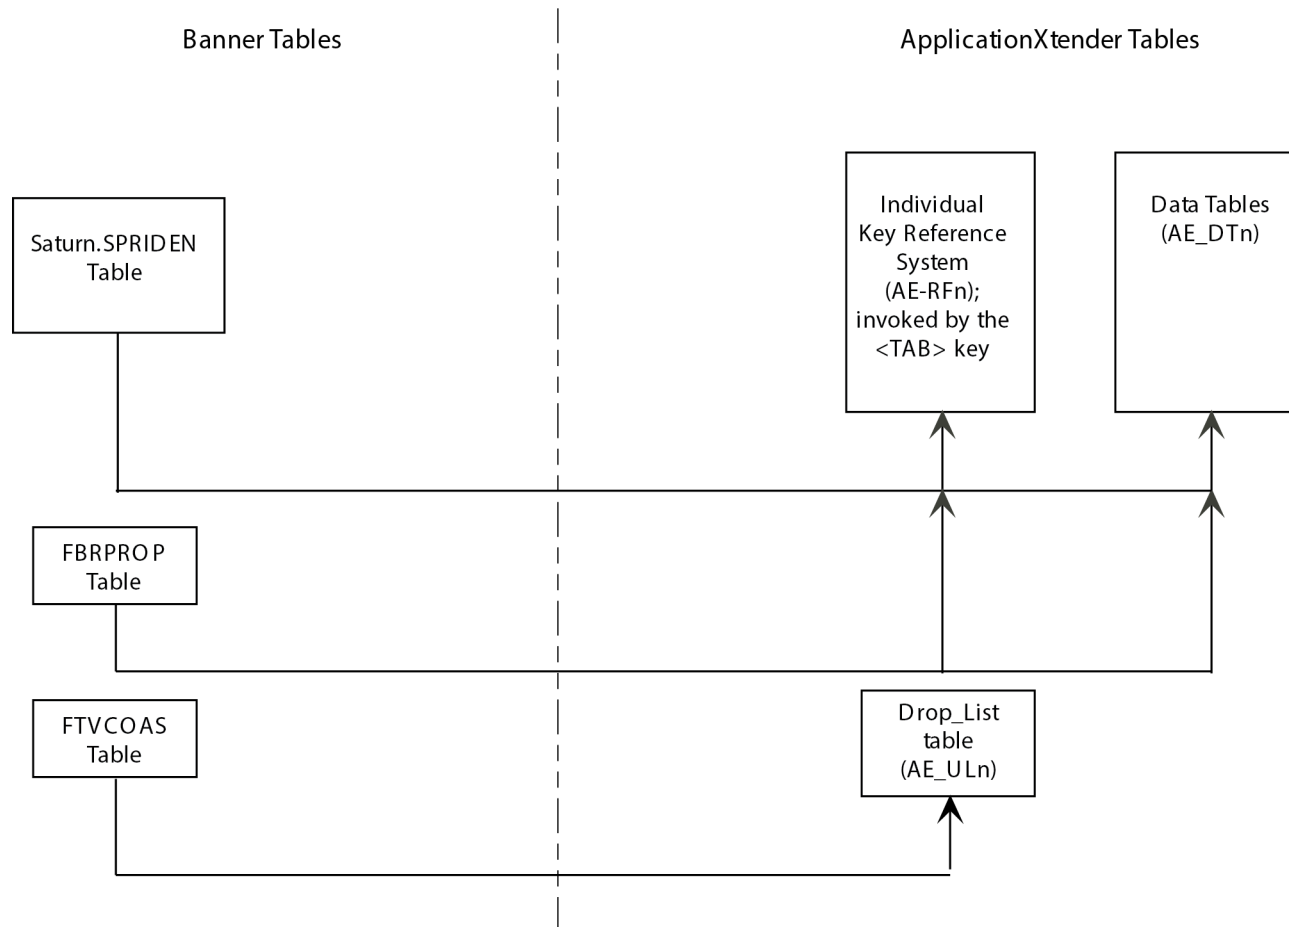 Banner Tables
ApplicationXtender Tables
Saturn.SPRIDEN
Table
Individual
Key Reference
System
(AE-RFn);
invoked by the
<TAB> key
Data Tables
(AE_DTn)
FBRPROP
Table
FTVCOAS
Table
Drop_List
table
(AE_ULn)